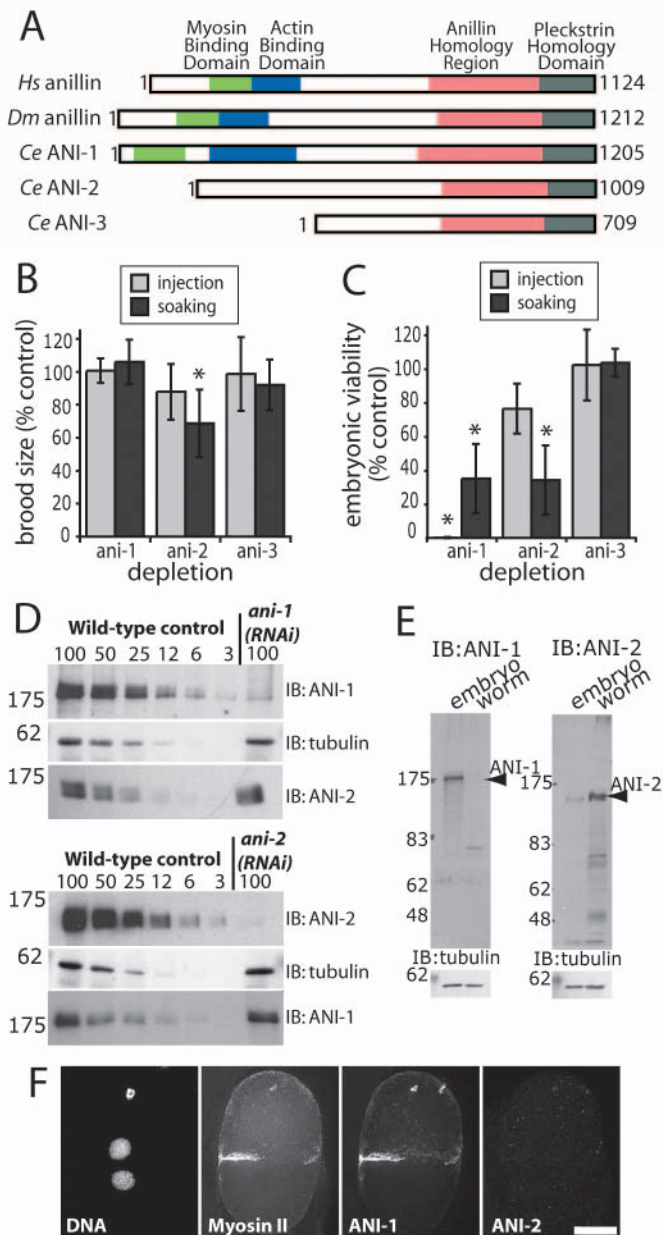 A
Myosin Binding Domain
Actin Binding Domain
Anillin Homology Region
Pleckstrin Homology Domain
Hs anillin 1 1124
Dm anillin 1 1212
Ce ANI-1 1 1205
Ce ANI-2 1 1009
Ce ANI-3 1 709
B
injection
soaking
brood size (% control)
120
100
80
60
40
20
0
*
ani-1 ani-2 ani-3
depletion
C
injection
soaking
embryonic viability
(% control)
120
100
80
60
40
20
0
* * *
ani-1 ani-2 ani-3
depletion
D
Wild-type control
ani-1
(RNAi)
100 50 25 12 6 3 100
175 IB: ANI-1
62 IB: tubulin
175 IB: ANI-2
Wild-type control
ani-2
(RNAi)
100 50 25 12 6 3 100
175 IB: ANI-2
62 IB: tubulin
175 IB: ANI-1
E
IB:ANI-1
embryo
worm
175
ANI-1
83
62
48
IB:tubulin
62
IB:ANI-2
embryo
worm
175
ANI-2
83
62
48
IB:tubulin
62
F
DNA
Myosin II
ANI-1
ANI-2